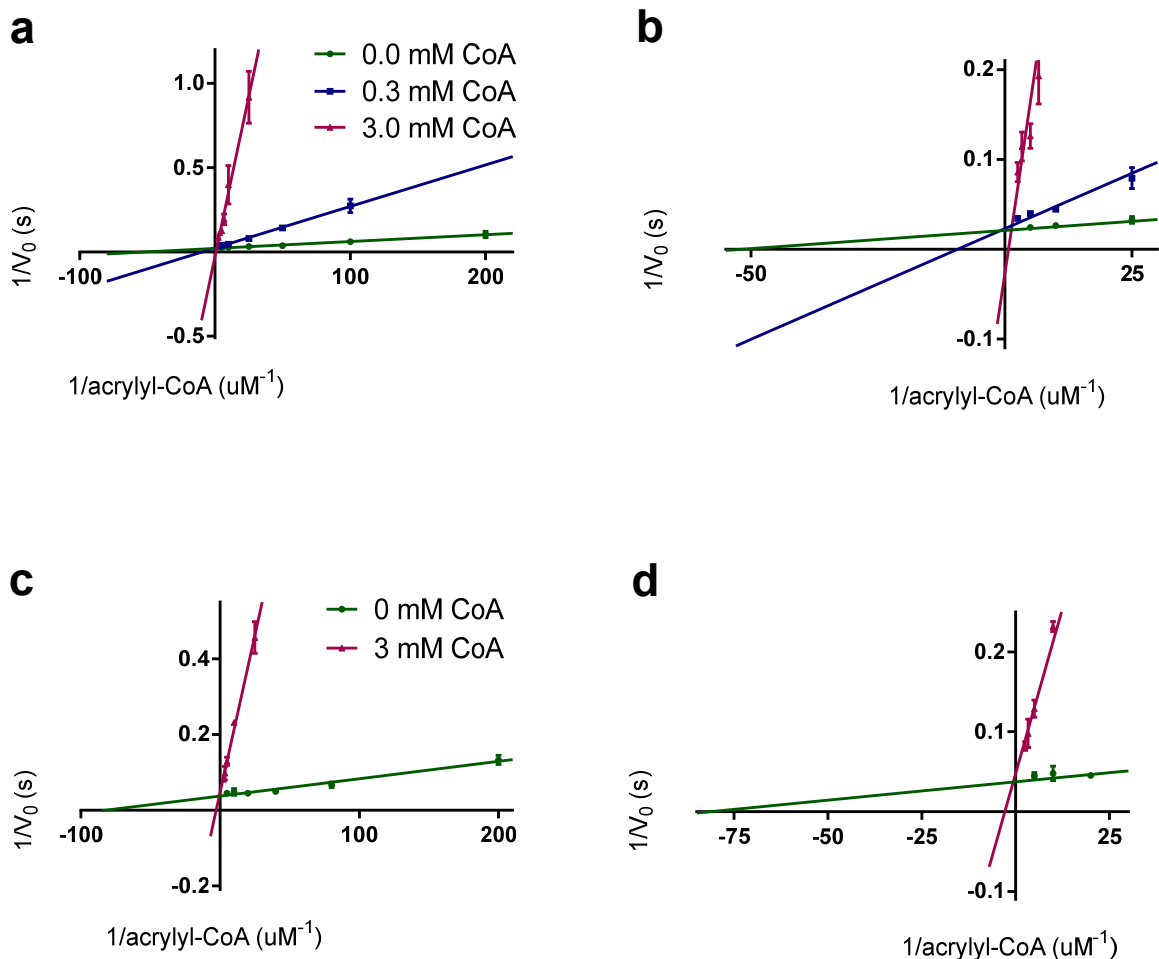 a
0.0 mM CoA
0.3 mM CoA
3.0 mM CoA
1.0
0.5
-0.5
-100
100
200
1/V0 (s)
1/acrylyl-CoA (uM-1)
b
0.2
0.1
-0.1
-50
25
1/V0 (s)
1/acrylyl-CoA (uM-1)
c
0 mM CoA
3 mM CoA
0.4
0.2
-0.2
-100
100
200
1/V0 (s)
1/acrylyl-CoA (uM-1)
d
0.2
0.1
-0.1
-75
-50
-25
25
1/V0 (s)
1/acrylyl-CoA (uM-1)